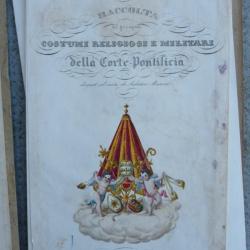 RACCOLTA
COSTUMI RELIGIOSI E MILITARI
della Corte Pontificia